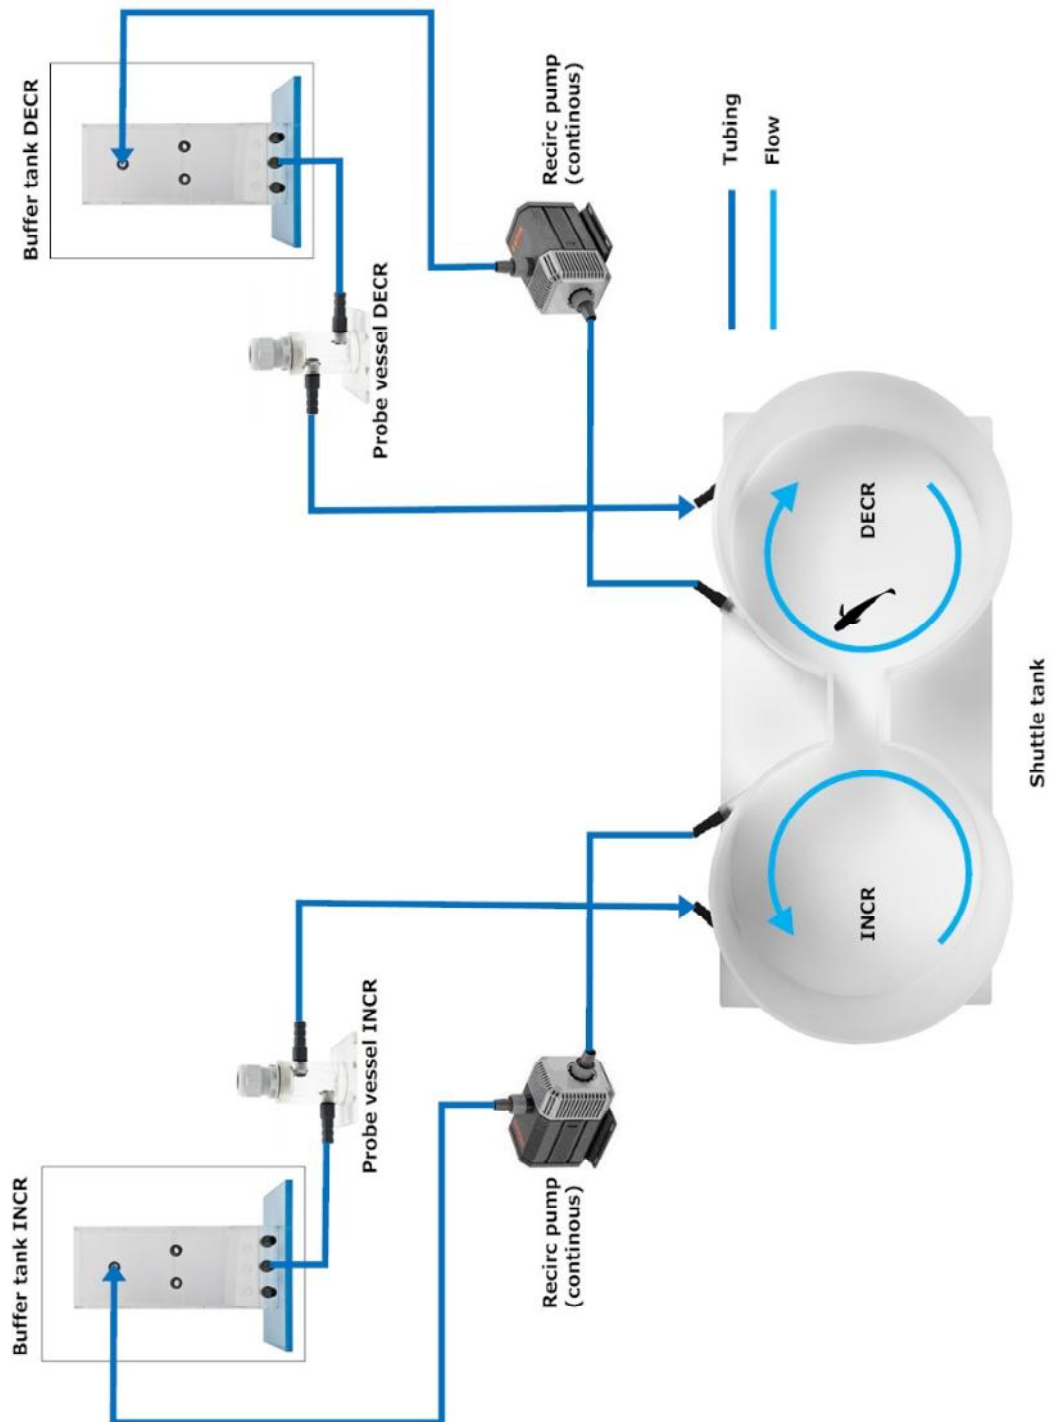 Buffer tank INCR
Buffer tank DECR
Probe vessel INCR
Probe vessel DECR
Recirc pump
(continous)
Recirc pump
(continous)
Tubing
Flow
INCR
DECR
Shuttle tank